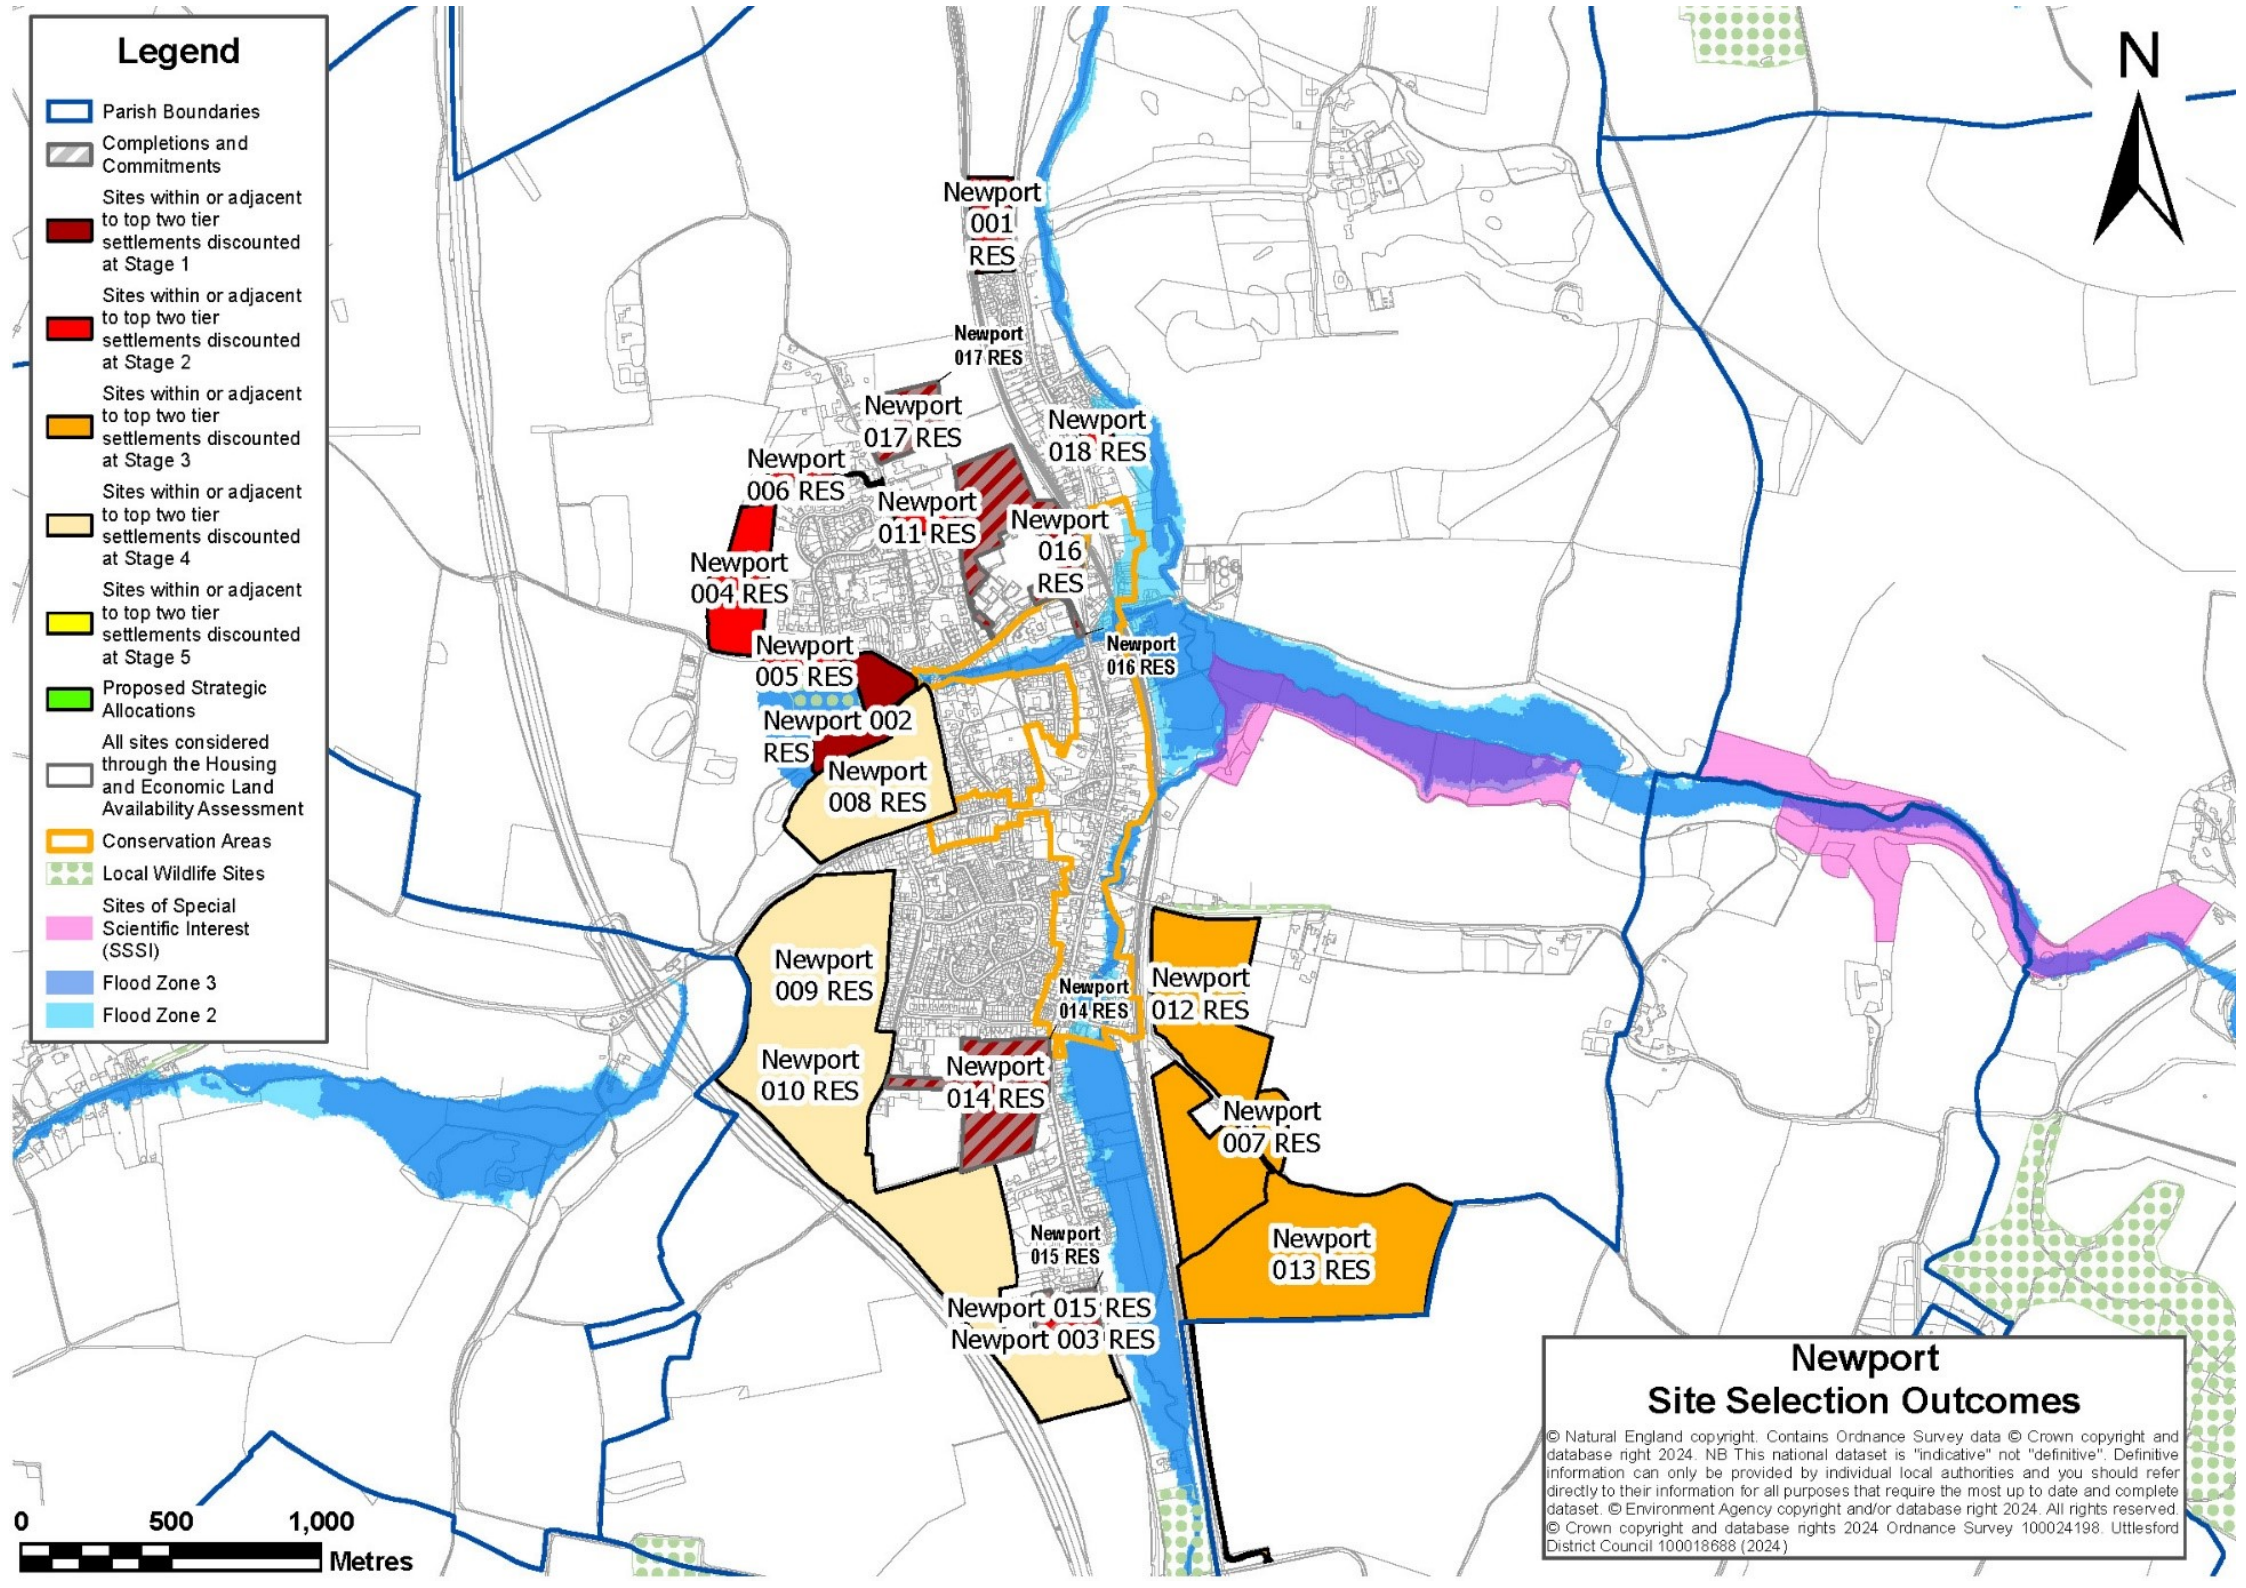 Legend
Parish Boundaries
Completions and
Commitments
Sites within or adjacent
to top two tier
settlements discounted
at Stage 1
Sites within or adjacent
to top two tier
settlements discounted
at Stage 2
Sites within or adjacent
to top two tier
settlements discounted
at Stage 3
Sites within or adjacent
to top two tier
settlements discounted
at Stage 4
Sites within or adjacent
to top two tier
settlements discounted
at Stage 5
Proposed Strategic
Allocations
All sites considered
through the Housing
and Economic Land
Availability Assessment
Conservation Areas
Local Wildlife Sites
Sites of Special
Scientific Interest
(SSSI)
Flood Zone 3
Flood Zone 2
N
Newport
001
RES
Newport
017 RES
Newport
017 RES
Newport
018 RES
Newport
006 RES
Newport
011 RES
Newport
016
RES
Newport
004 RES
Newport
005 RES
Newport
016 RES
Newport 002
RES
Newport
008 RES
Newport
009 RES
Newport
014 RES
Newport
012 RES
Newport
010 RES
Newport
014 RES
Newport
007 RES
Newport
013 RES
Newport
015 RES
Newport 015 RES
Newport 003 RES
0 500 1,000
Metres
Newport
Site Selection Outcomes
© Natural England copyright. Contains Ordnance Survey data © Crown copyright and
database right 2024. NB This national dataset is "indicative" not "definitive". Definitive
information can only be provided by individual local authorities and you should refer
directly to their information for all purposes that require the most up to date and complete
dataset. © Environment Agency copyright and/or database right 2024. All rights reserved.
© Crown copyright and database rights 2024 Ordnance Survey 100024198. Uttlesford
District Council 100018688 (2024)